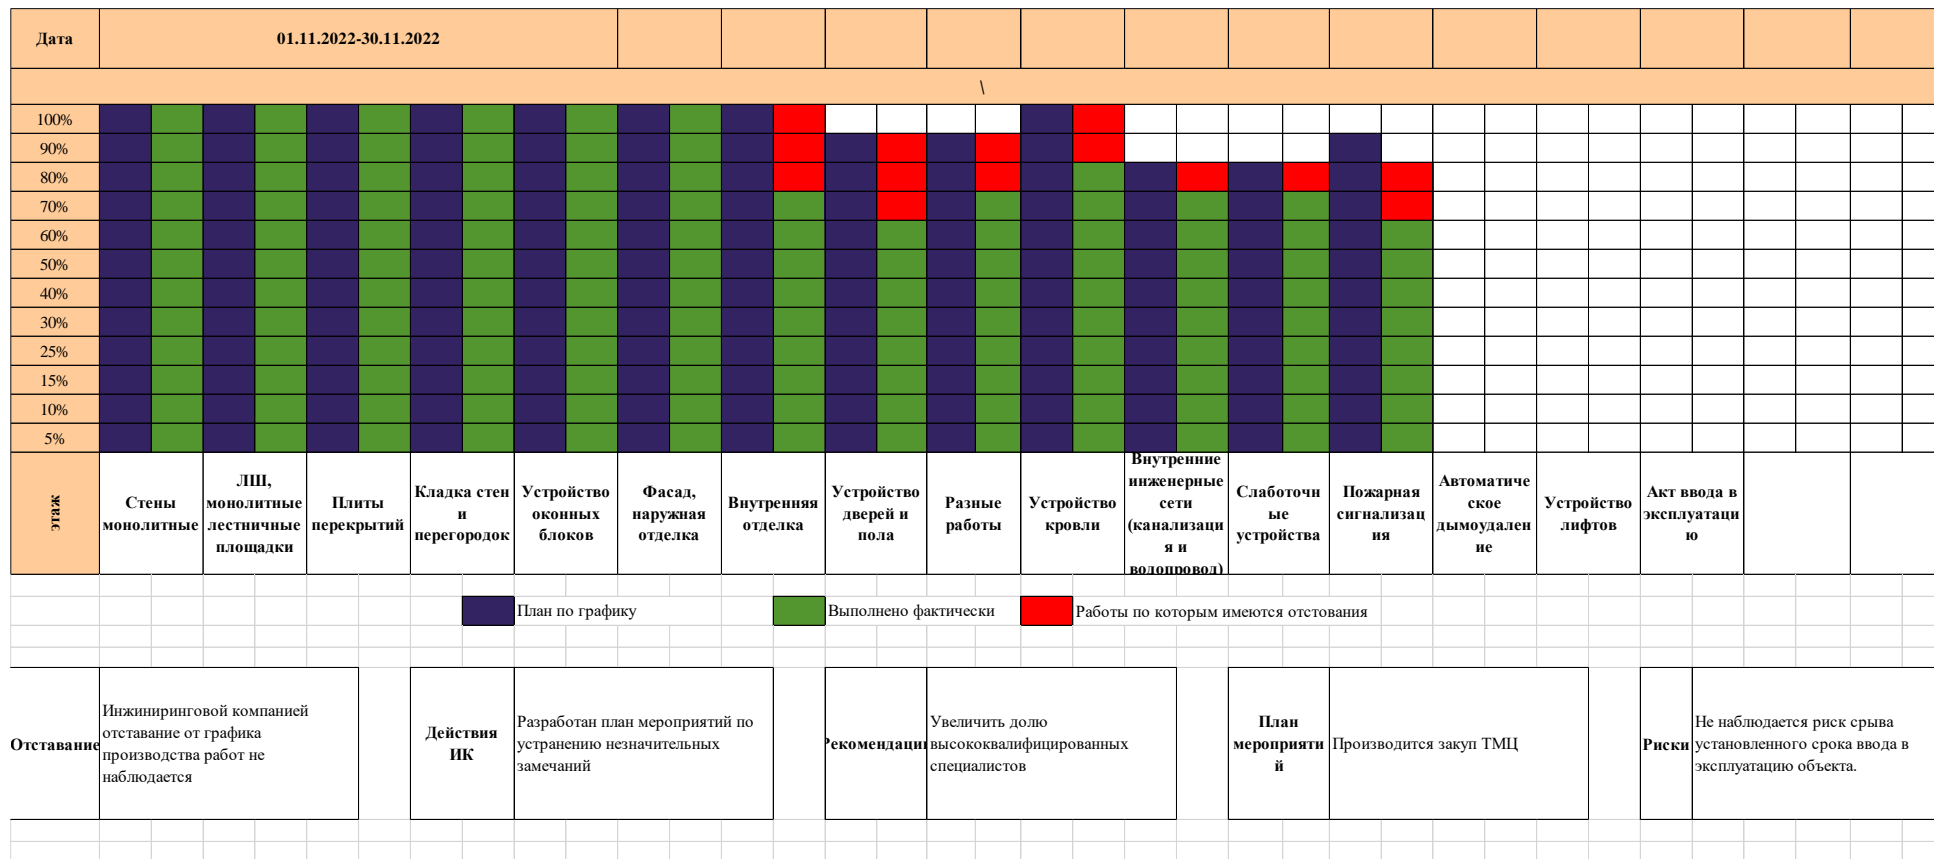 Дата
01.11.2022-30.11.2022
\
100%
90%
80%
70%
60%
50%
40%
30%
25%
15%
10%
5%
этаж
Стены
монолитные
ЛШ,
монолитные
лестничные
площадки
Плиты
перекрытий
Кладка стен
и
перегородок
Устройство
оконных
блоков
Фасад,
наружная
отделка
Внутренняя
отделка
Устройство
дверей и
пола
Разные
работы
Устройство
кровли
Внутренние
инженерные
сети
(канализаци
я и
водопровод)
Слаботочн
ые
устройства
Пожарная
сигнализац
ия
Автоматиче
ское
дымоудален
ие
Устройство
лифтов
Акт ввода в
эксплуатаци
ю
План по графику
Выполнено фактически
Работы по которым имеются отстования
Отставание
Инжиниринговой компанией
отставание от графика
производства работ не
наблюдается
Действия
ИК
Разработан план мероприятий по
устранению незначительных
замечаний
Рекомендации
Увеличить долю
высококвалифицированных
специалистов
План
мероприяти
й
Производится закуп ТМЦ
Риски
Не наблюдается риск срыва
установленного срока ввода в
эксплуатацию объекта.